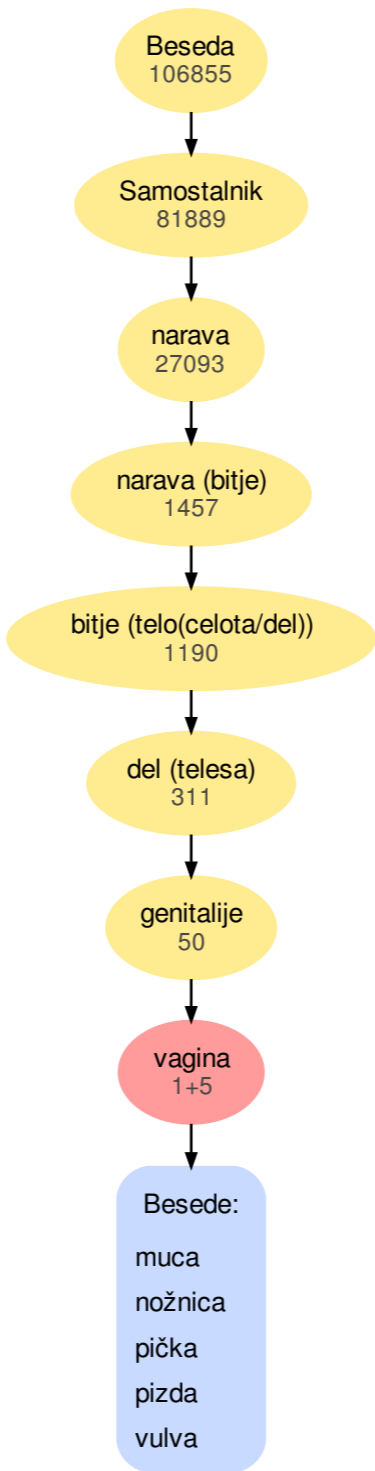 Beseda
106855
Samostalnik
81889
narava
27093
narava (bitje)
1457
bitje (telo(celota/del))
1190
del (telesa)
311
genitalije
50
vagina
1+5
Besede:
muca
nožnica
pička
pizda
vulva